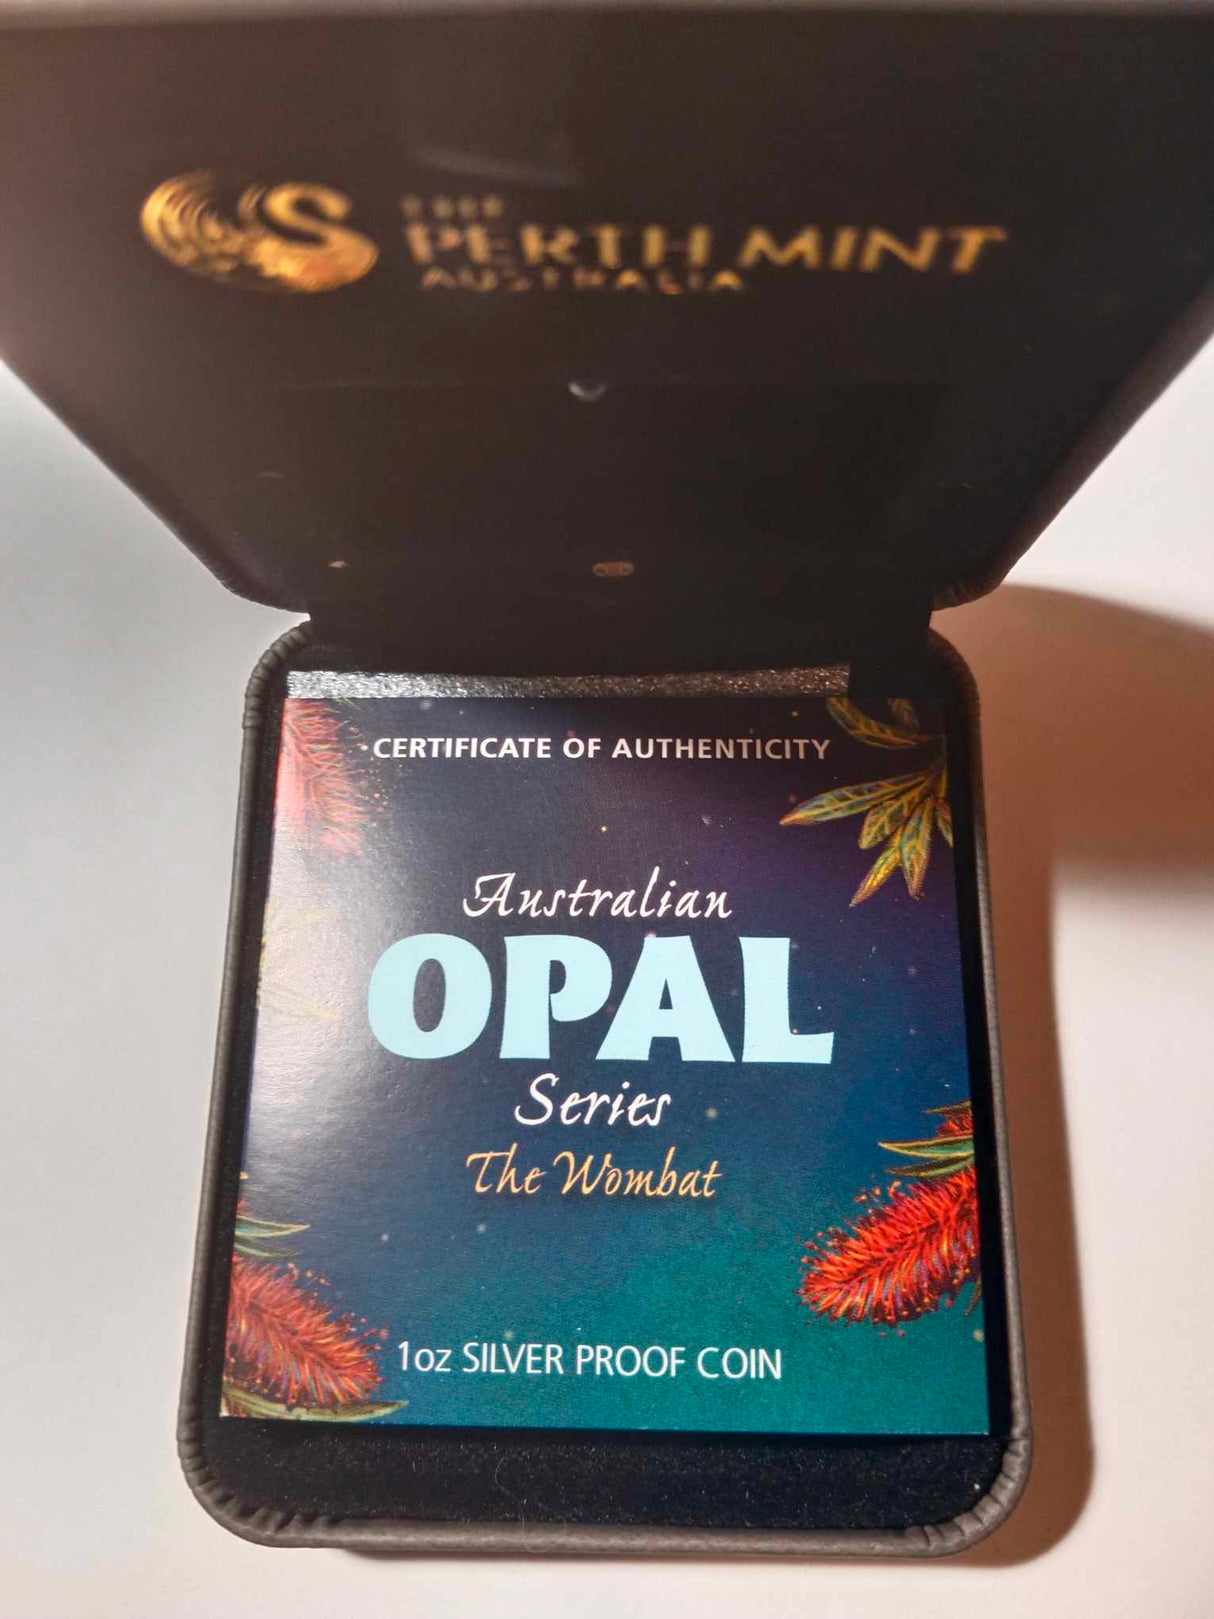 THE
PERTH MINT
AUSTRALIA
CERTIFICATE OF AUTHENTICITY
Australian
OPAL
Series
The Wombat
1oz SILVER PROOF COIN